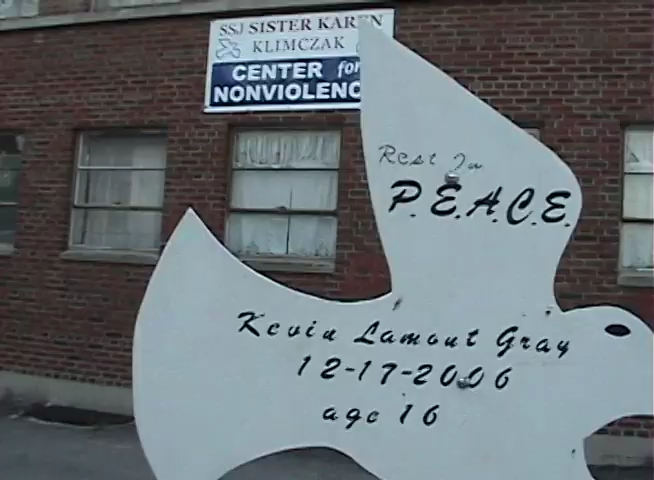 SSJ SISTER KAREN
KLIMCZAK
CENTER for
NONVIOLENC
Rest In
P.E.A.C.E.
Kevin Lamont Gray
12-17-2006
age 16